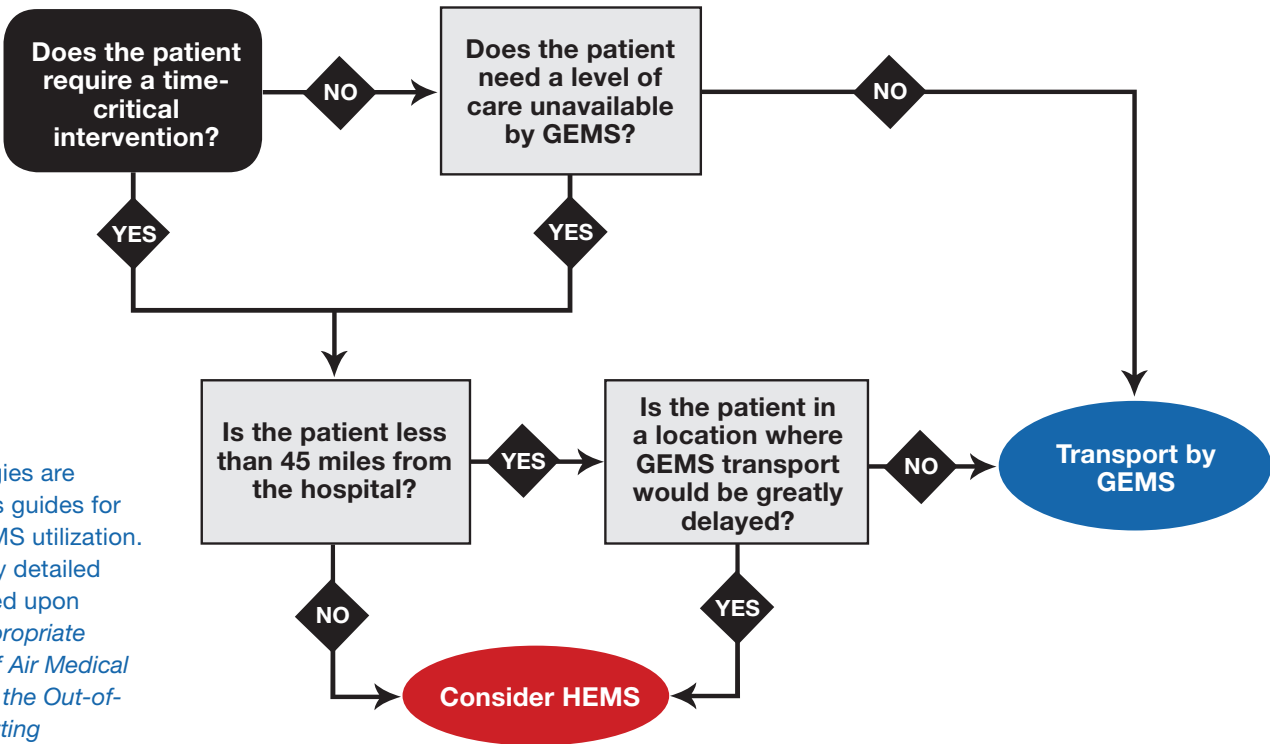 Does the patient
require a time-
critical
intervention?
NO
Does the patient
need a level of
care unavailable
by GEMS?
NO
YES
YES
Is the patient less
than 45 miles from
the hospital?
YES
Is the patient in
a location where
GEMS transport
would be greatly
delayed?
NO
Transport by
GEMS
NO
YES
Consider HEMS
guides for
utilization.
detailed
upon
Air Medical
the Out-of-